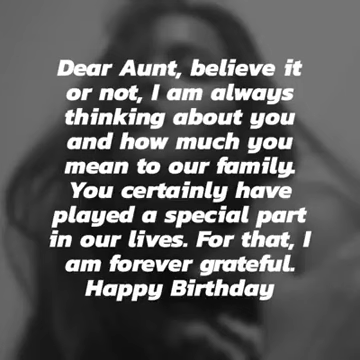 Dear Aunt, believe it
or not, I am always
thinking about you
and how much you
mean to our family.
You certainly have
played a special part
in our lives. For that, I
am forever grateful.
Happy Birthday